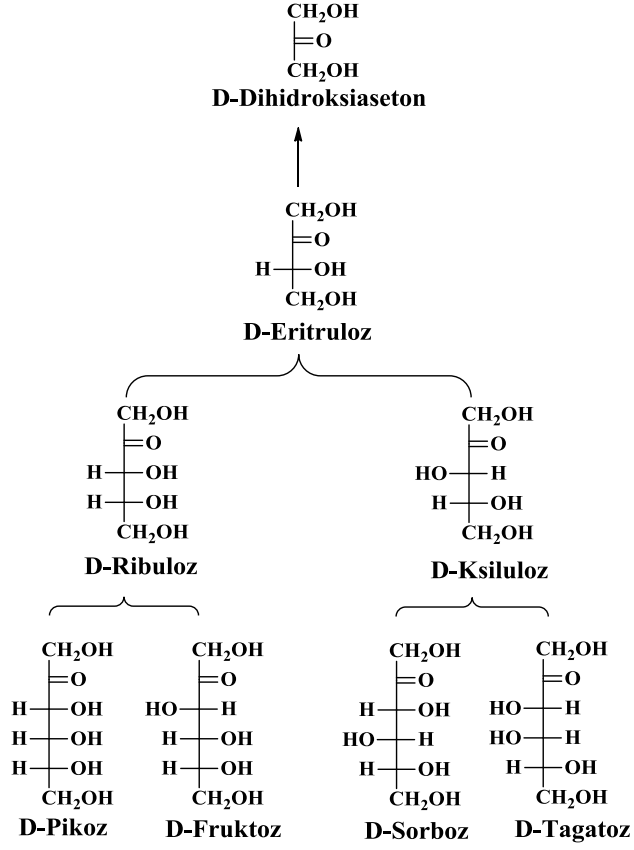 CH2OH
O
CH2OH
D-Dihidroksiaseton
CH2OH
O
H OH
CH2OH
D-Eritruloz
CH2OH
O
H OH
H OH
CH2OH
D-Ribuloz
CH2OH
O
HO H
H OH
CH2OH
D-Ksiluloz
CH2OH
O
H OH
H OH
H OH
CH2OH
D-Pikoz
CH2OH
O
HO H
H OH
H OH
CH2OH
D-Fruktoz
CH2OH
O
H OH
HO H
H OH
CH2OH
D-Sorboz
CH2OH
O
HO H
HO H
H OH
CH2OH
D-Tagatoz